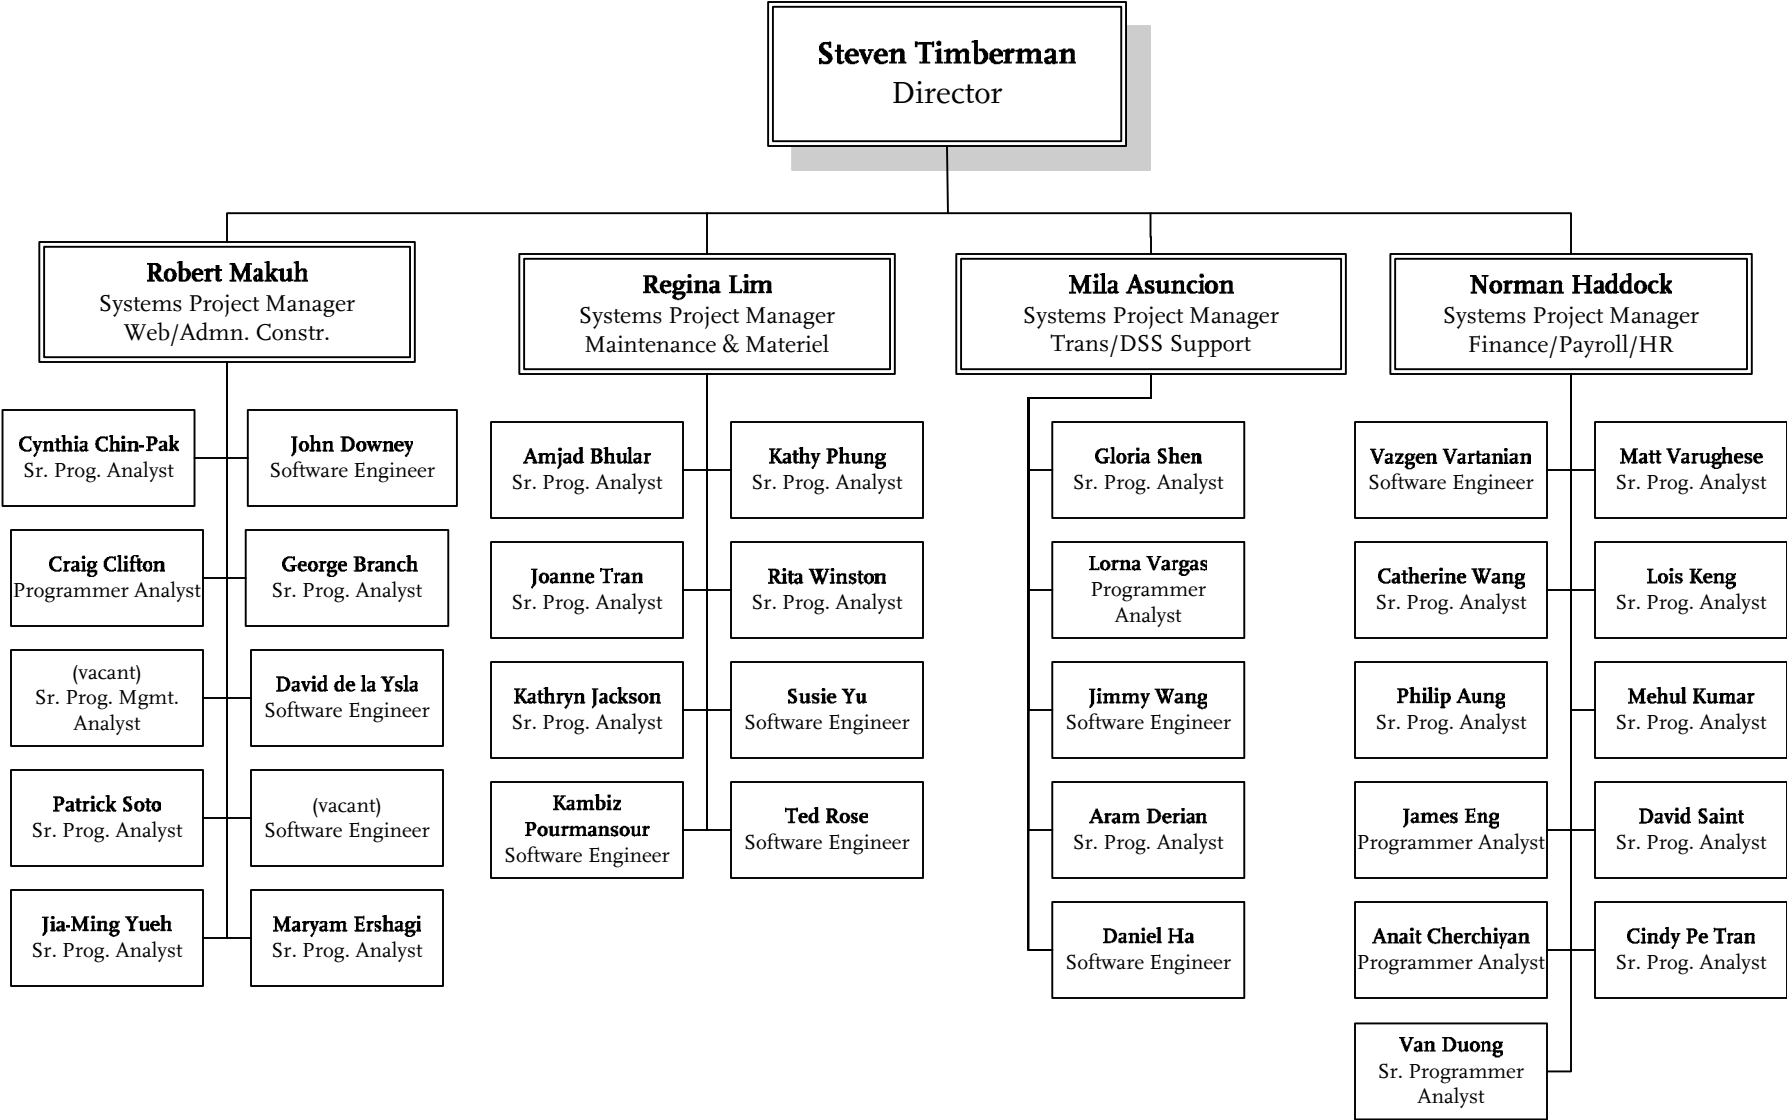 Steven Timberman
Director
Robert Makuh
Systems Project Manager
Web/Admn. Constr.
Regina Lim
Systems Project Manager
Maintenance & Materiel
Mila Asuncion
Systems Project Manager
Trans/DSS Support
Norman Haddock
Systems Project Manager
Finance/Payroll/HR
Cynthia Chin-Pak
Sr. Prog. Analyst
John Downey
Software Engineer
Craig Clifton
Programmer Analyst
George Branch
Sr. Prog. Analyst
(vacant)
Sr. Prog. Mgmt.
Analyst
David de la Ysla
Software Engineer
Patrick Soto
Sr. Prog. Analyst
(vacant)
Software Engineer
Jia-Ming Yueh
Sr. Prog. Analyst
Maryam Ershagi
Sr. Prog. Analyst
Amjad Bhular
Sr. Prog. Analyst
Kathy Phung
Sr. Prog. Analyst
Joanne Tran
Sr. Prog. Analyst
Rita Winston
Sr. Prog. Analyst
Kathryn Jackson
Sr. Prog. Analyst
Susie Yu
Software Engineer
Kambiz
Pourmansour
Software Engineer
Ted Rose
Software Engineer
Gloria Shen
Sr. Prog. Analyst
Lorna Vargas
Programmer
Analyst
Jimmy Wang
Software Engineer
Aram Derian
Sr. Prog. Analyst
Daniel Ha
Software Engineer
Vazgen Vartanian
Software Engineer
Matt Varughese
Sr. Prog. Analyst
Catherine Wang
Sr. Prog. Analyst
Lois Keng
Sr. Prog. Analyst
Philip Aung
Sr. Prog. Analyst
Mehul Kumar
Sr. Prog. Analyst
James Eng
Programmer Analyst
David Saint
Sr. Prog. Analyst
Anait Cherchiyan
Programmer Analyst
Cindy Pe Tran
Sr. Prog. Analyst
Van Duong
Sr. Programmer
Analyst